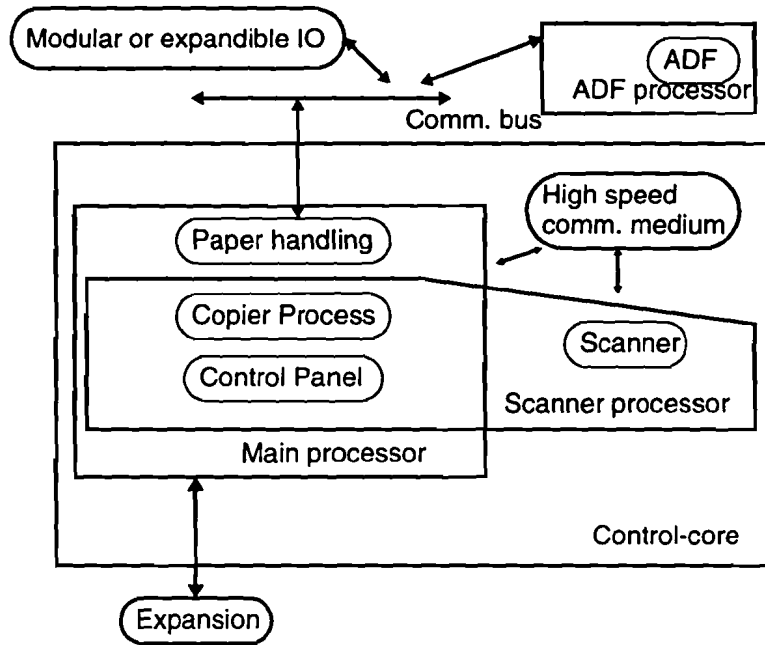 Modular or expandible IO
ADF
ADF processor
Comm. bus
High speed
comm. medium
Paper handling
Copier Process
Scanner
Control Panel
Scanner processor
Main processor
Control-core
Expansion